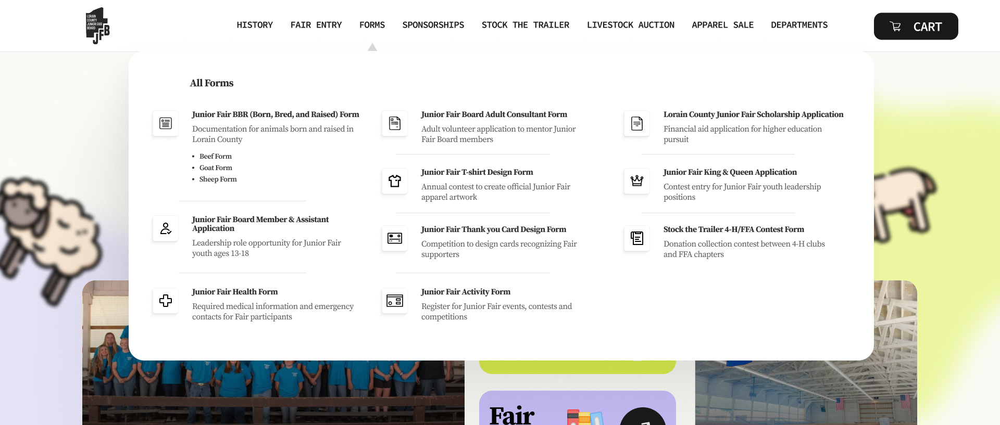 LORAIN
COUNTY
JUNIOR FAIR
BOARD
JFB
HISTORY
FAIR ENTRY
FORMS
SPONSORSHIPS
STOCK THE TRAILER
LIVESTOCK AUCTION
APPAREL SALE
DEPARTMENTS
CART
All Forms
Junior Fair BBR (Born, Bred, and Raised) Form
Documentation for animals born and raised in
Lorain County
• Beef Form
• Goat Form
• Sheep Form
Junior Fair Board Member & Assistant
Application
Leadership role opportunity for Junior Fair
youth ages 13-18
Junior Fair Health Form
Required medical information and emergency
contacts for Fair participants
Junior Fair Board Adult Consultant Form
Adult volunteer application to mentor Junior
Fair Board members
Junior Fair T-shirt Design Form
Annual contest to create official Junior Fair
apparel artwork
Junior Fair Thank you Card Design Form
Competition to design cards recognizing Fair
supporters
Junior Fair Activity Form
Register for Junior Fair events, contests and
competitions
Lorain County Junior Fair Scholarship Application
Financial aid application for higher education
pursuit
Junior Fair King & Queen Application
Contest entry for Junior Fair youth leadership
positions
Stock the Trailer 4-H/FFA Contest Form
Donation collection contest between 4-H clubs
and FFA chapters
Fair